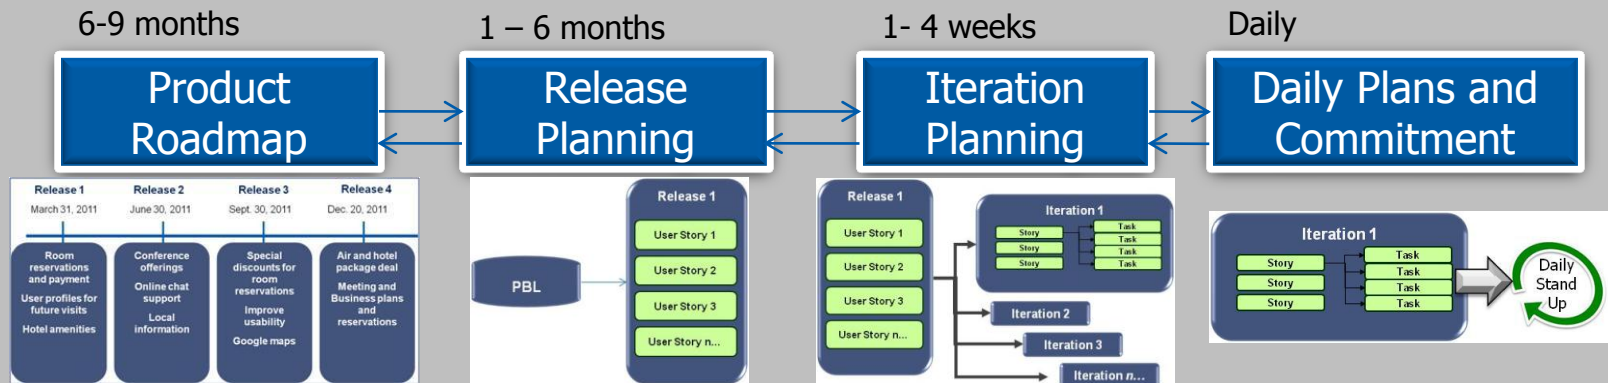 6-9 months
1 – 6 months
1- 4 weeks
Daily
Product
Roadmap
Release
Planning
Iteration
Planning
Daily Plans and
Commitment
Release 1
Release 2
Release 3
Release 4
March 31, 2011
June 30, 2011
Sept. 30, 2011
Dec. 20, 2011
Room
reservations
and payment
User profiles for
future visits
Hotel amenities
Conference
offerings
Online chat
support
Local
information
Special
discounts for
room
reservations
Improve
usability
Google maps
Air and hotel
package deal
Meeting and
Business plans
and
reservations
PBL
Release 1
User Story 1
User Story 2
User Story 3
User Story n...
Release 1
User Story 1
User Story 2
User Story 3
User Story n...
Iteration 1
Story
Story
Story
Task
Task
Task
Task
Iteration 2
Iteration 3
Iteration n...
Iteration 1
Story
Story
Story
Task
Task
Task
Task
Daily
Stand
Up